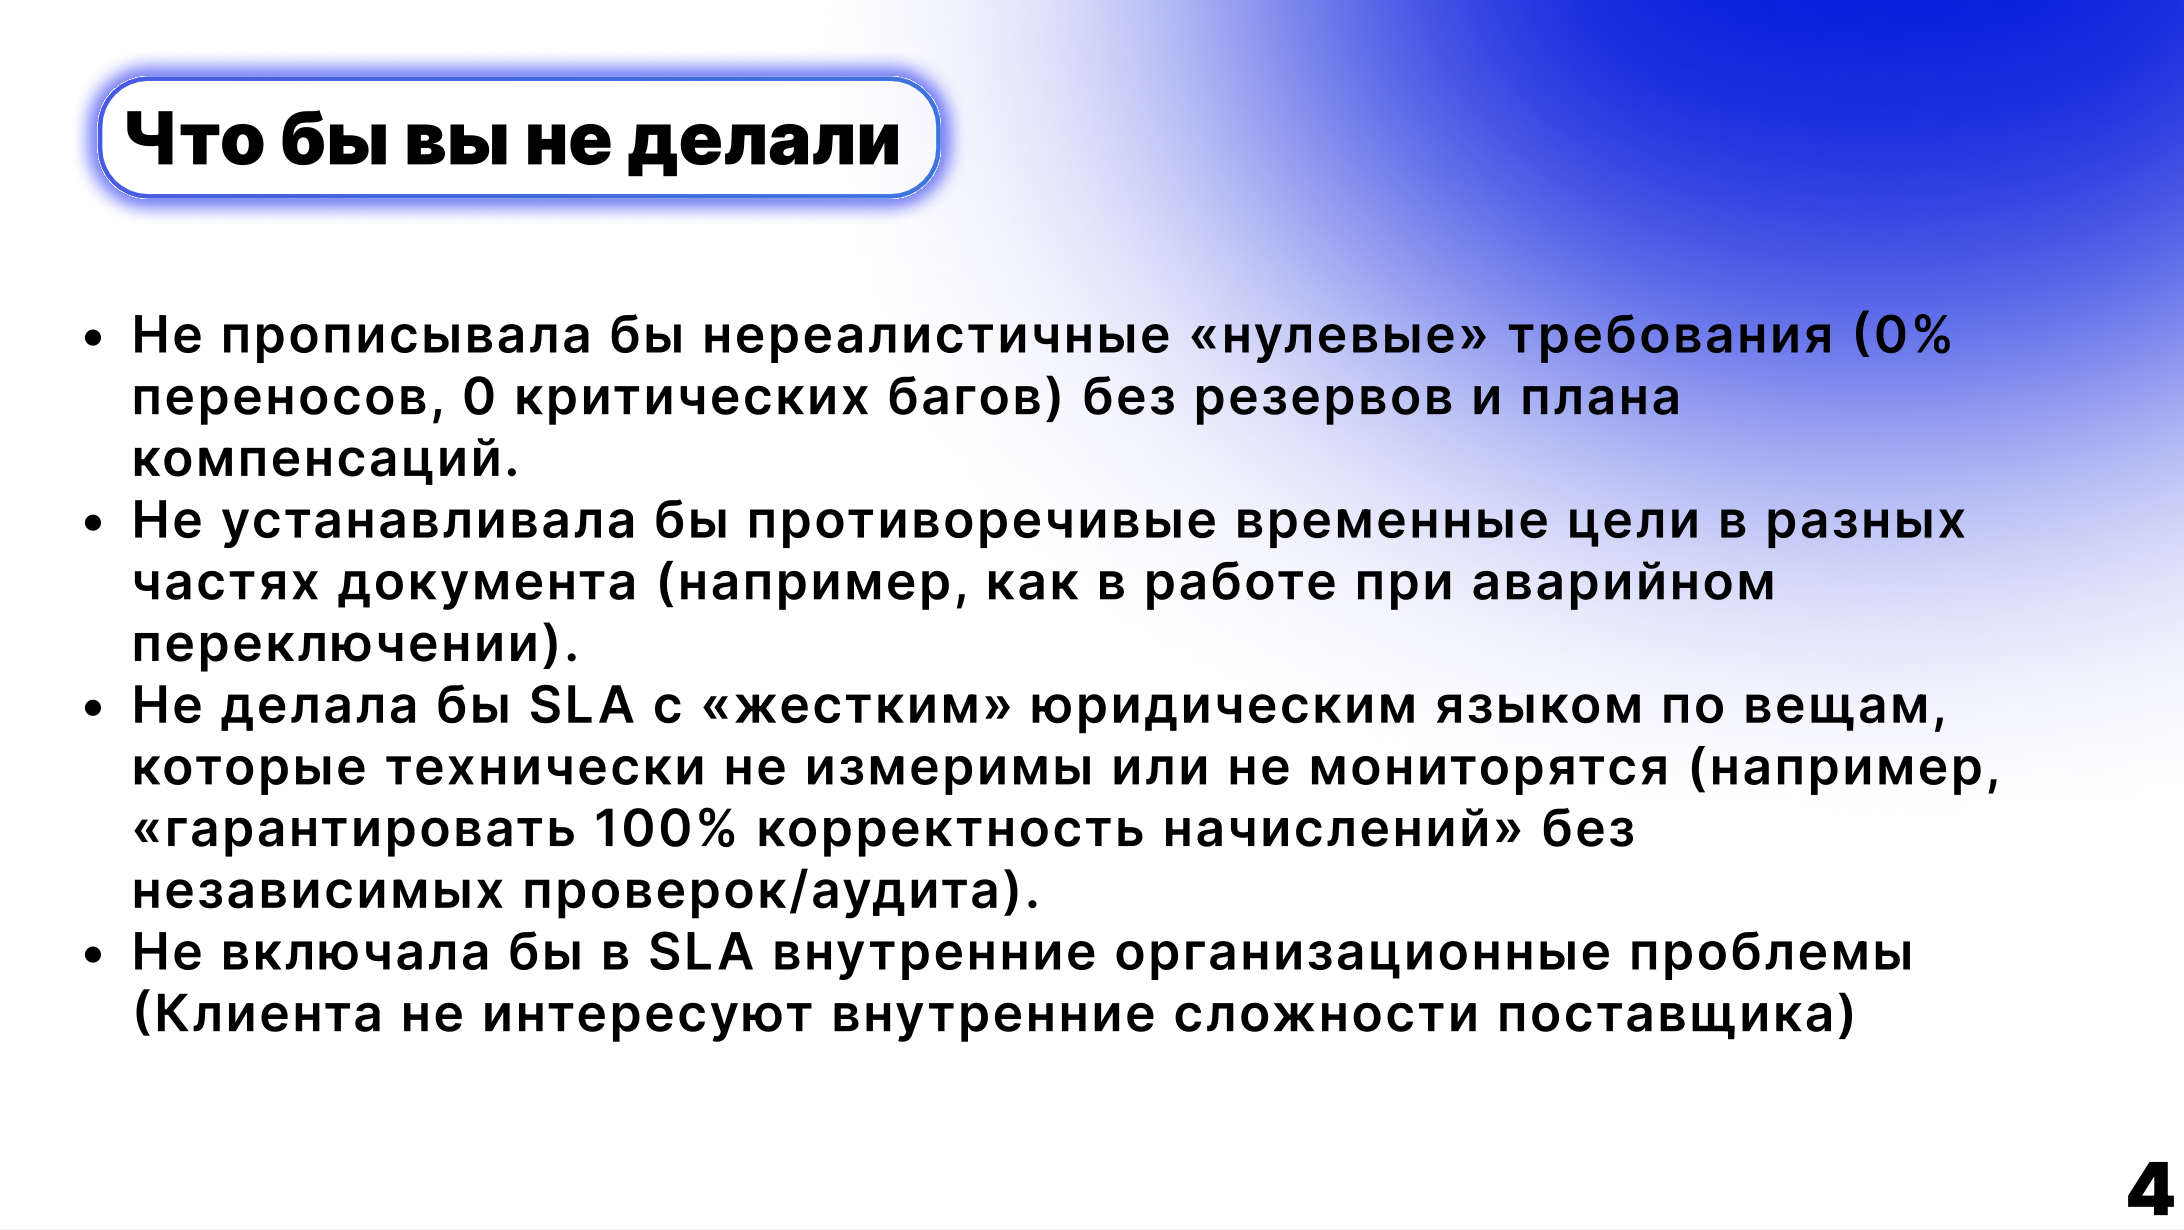 Что бы вы не делали
• Не прописывала бы нереалистичные «нулевые» требования (0%
переносов, 0 критических багов) без резервов и плана
компенсаций.
• Не устанавливала бы противоречивые временные цели в разных
частях документа (например, как в работе при аварийном
переключении).
• Не делала бы SLA с «жестким» юридическим языком по вещам,
которые технически не измеримы или не мониторятся (например,
«гарантировать 100% корректность начислений» без
независимых проверок/аудита).
• Не включала бы в SLA внутренние организационные проблемы
(Клиента не интересуют внутренние сложности поставщика)
4